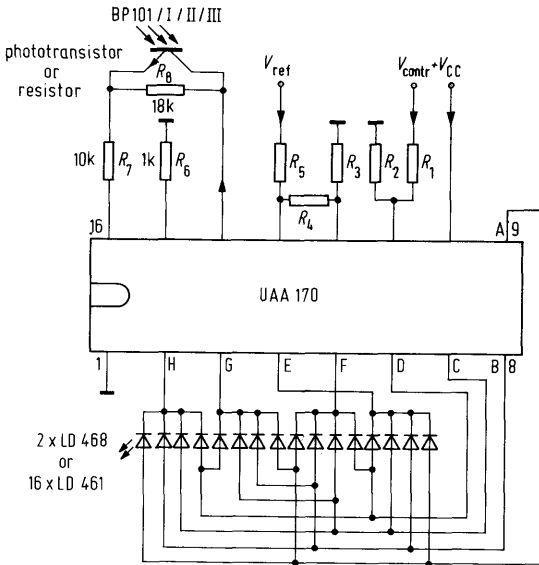 BP101/I/II/III
phototransistor
or
resistor
R8
18k
Vref
Vcontr
+VCC
10k
R7
1k
R6
R5
R3
R2
R1
R4
16
A 9
UAA 170
1
H
G
E
F
D
C
B 8
2 x LD 468
or
16 x LD 461